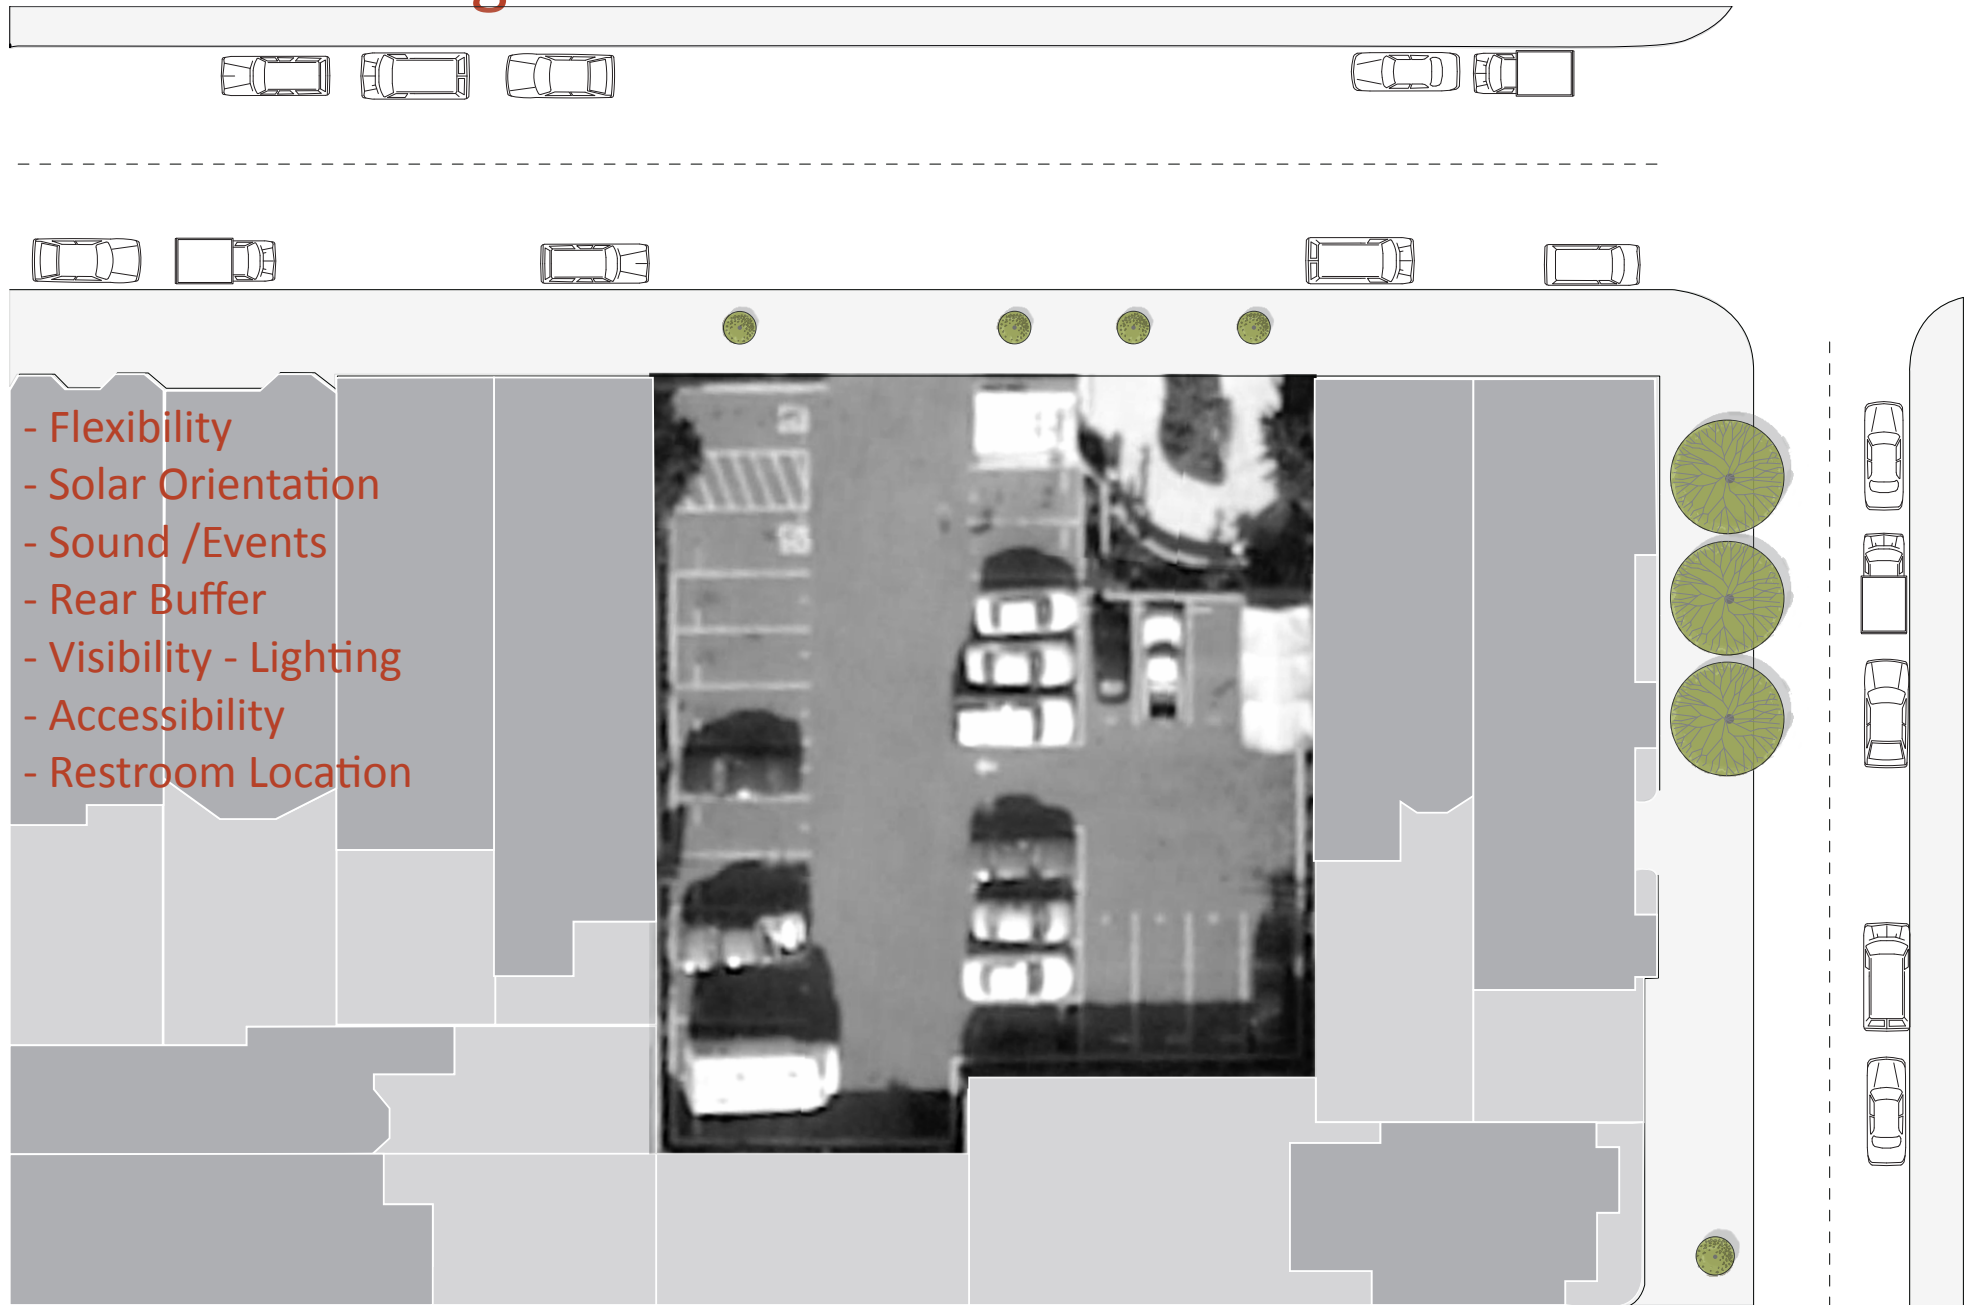 - Flexibility
- Solar Orientation
- Sound /Events
- Rear Buffer
- Visibility - Lighting
- Accessibility
- Restroom Location